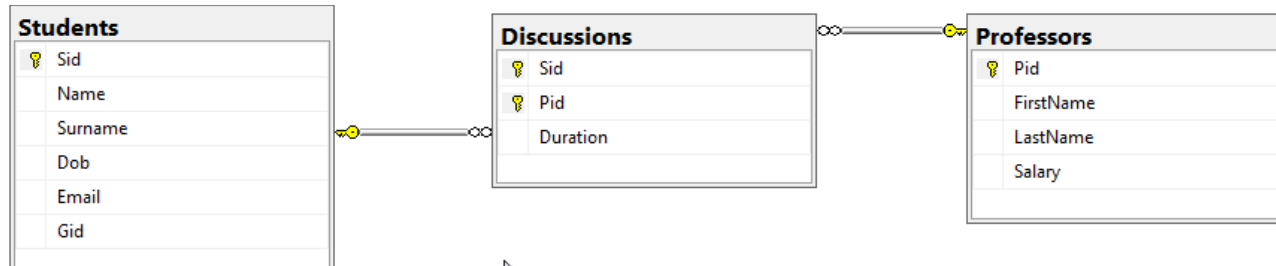 Students
Sid
Name
Surname
Dob
Email
Gid
Discussions
Sid
Pid
Duration
Professors
Pid
FirstName
LastName
Salary